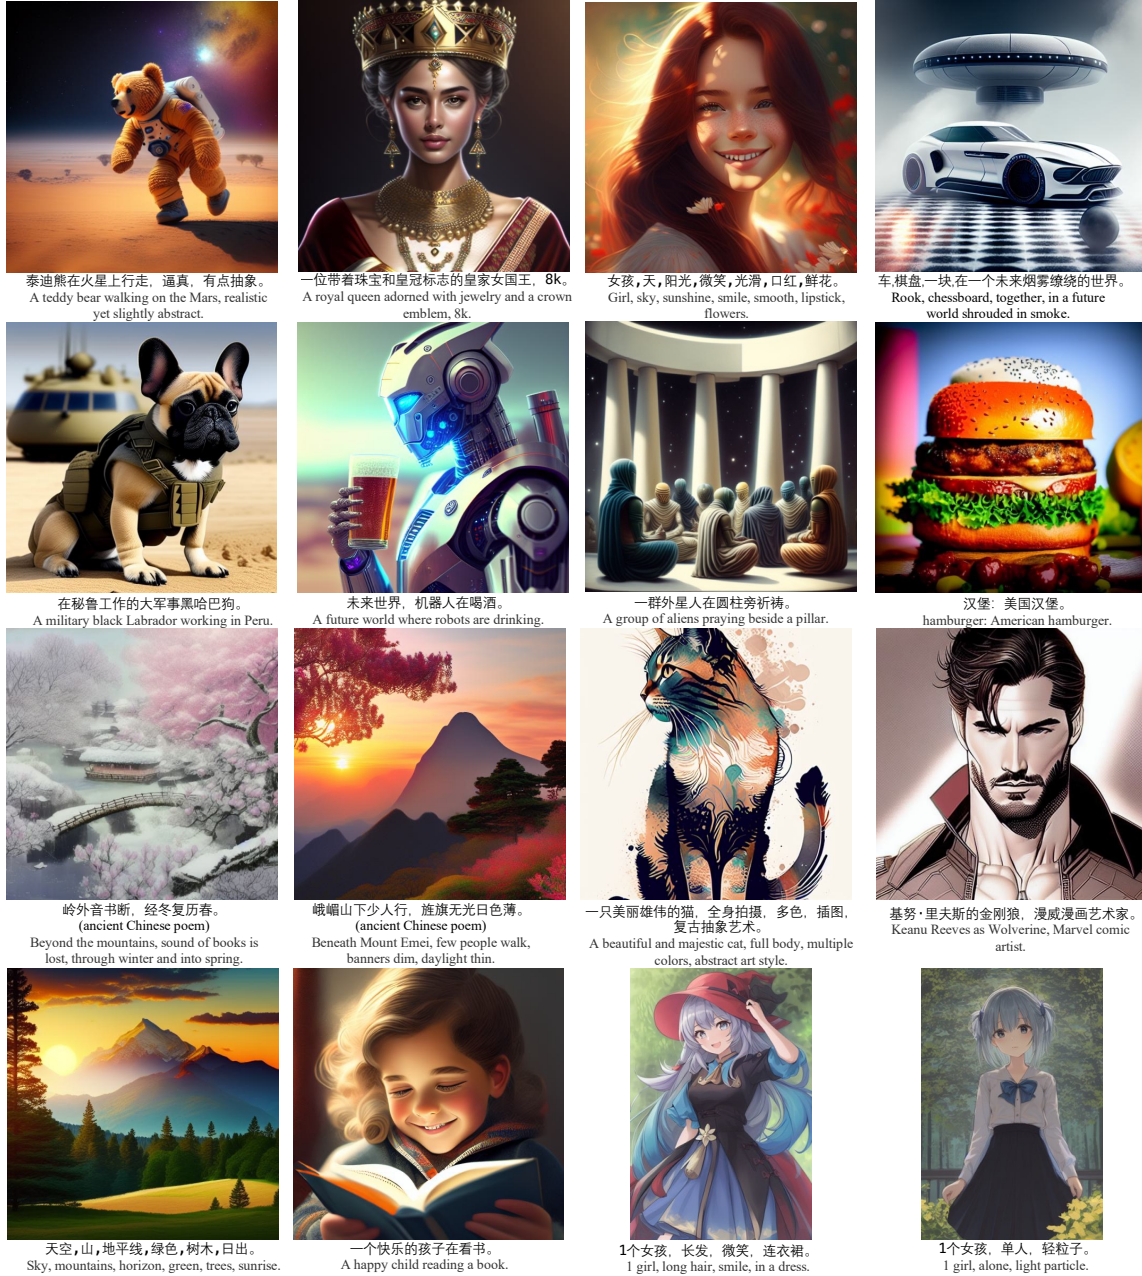 泰迪熊在火星上行走，逼真，有点抽象。
A teddy bear walking on the Mars, realistic
yet slightly abstract.
一位带着珠宝和皇冠标志的皇家女国王，8k。
A royal queen adorned with jewelry and a crown
emblem, 8k.
女孩,天,阳光,微笑,光滑,口红,鲜花。
Girl, sky, sunshine, smile, smooth, lipstick,
flowers.
车,棋盘,一块,在一个未来烟雾缭绕的世界。
Rook, chessboard, together, in a future
world shrouded in smoke.
在秘鲁工作的大军事黑哈巴狗。
A military black Labrador working in Peru.
未来世界，机器人在喝酒。
A future world where robots are drinking.
一群外星人在圆柱旁祈祷。
A group of aliens praying beside a pillar.
汉堡：美国汉堡。
hamburger: American hamburger.
岭外音书断，经冬复历春。
(ancient Chinese poem)
Beyond the mountains, sound of books is
lost, through winter and into spring.
峨嵋山下少人行，旌旗无光日色薄。
(ancient Chinese poem)
Beneath Mount Emei, few people walk,
banners dim, daylight thin.
一只美丽雄伟的猫，全身拍摄，多色，插图，
复古抽象艺术。
A beautiful and majestic cat, full body, multiple
colors, abstract art style.
基努·里夫斯的金刚狼，漫威漫画艺术家。
Keanu Reeves as Wolverine, Marvel comic
artist.
天空,山,地平线,绿色,树木,日出。
Sky, mountains, horizon, green, trees, sunrise.
一个快乐的孩子在看书。
A happy child reading a book.
1个女孩，长发，微笑，连衣裙。
1 girl, long hair, smile, in a dress.
1个女孩，单人，轻粒子。
1 girl, alone, light particle.